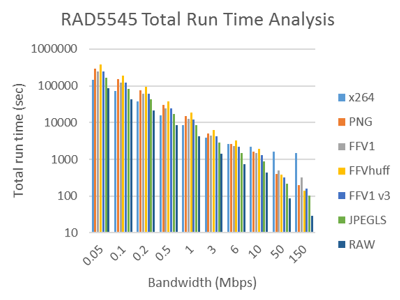 RAD5545 Total Run Time Analysis
Total run time (sec)
1000000
100000
10000
1000
100
10
0.05 0.1 0.2 0.5 1 3 6 10 50 150
Bandwidth (Mbps)
x264
PNG
FFV1
FFVhuff
FFV1 v3
JPEGLS
RAW